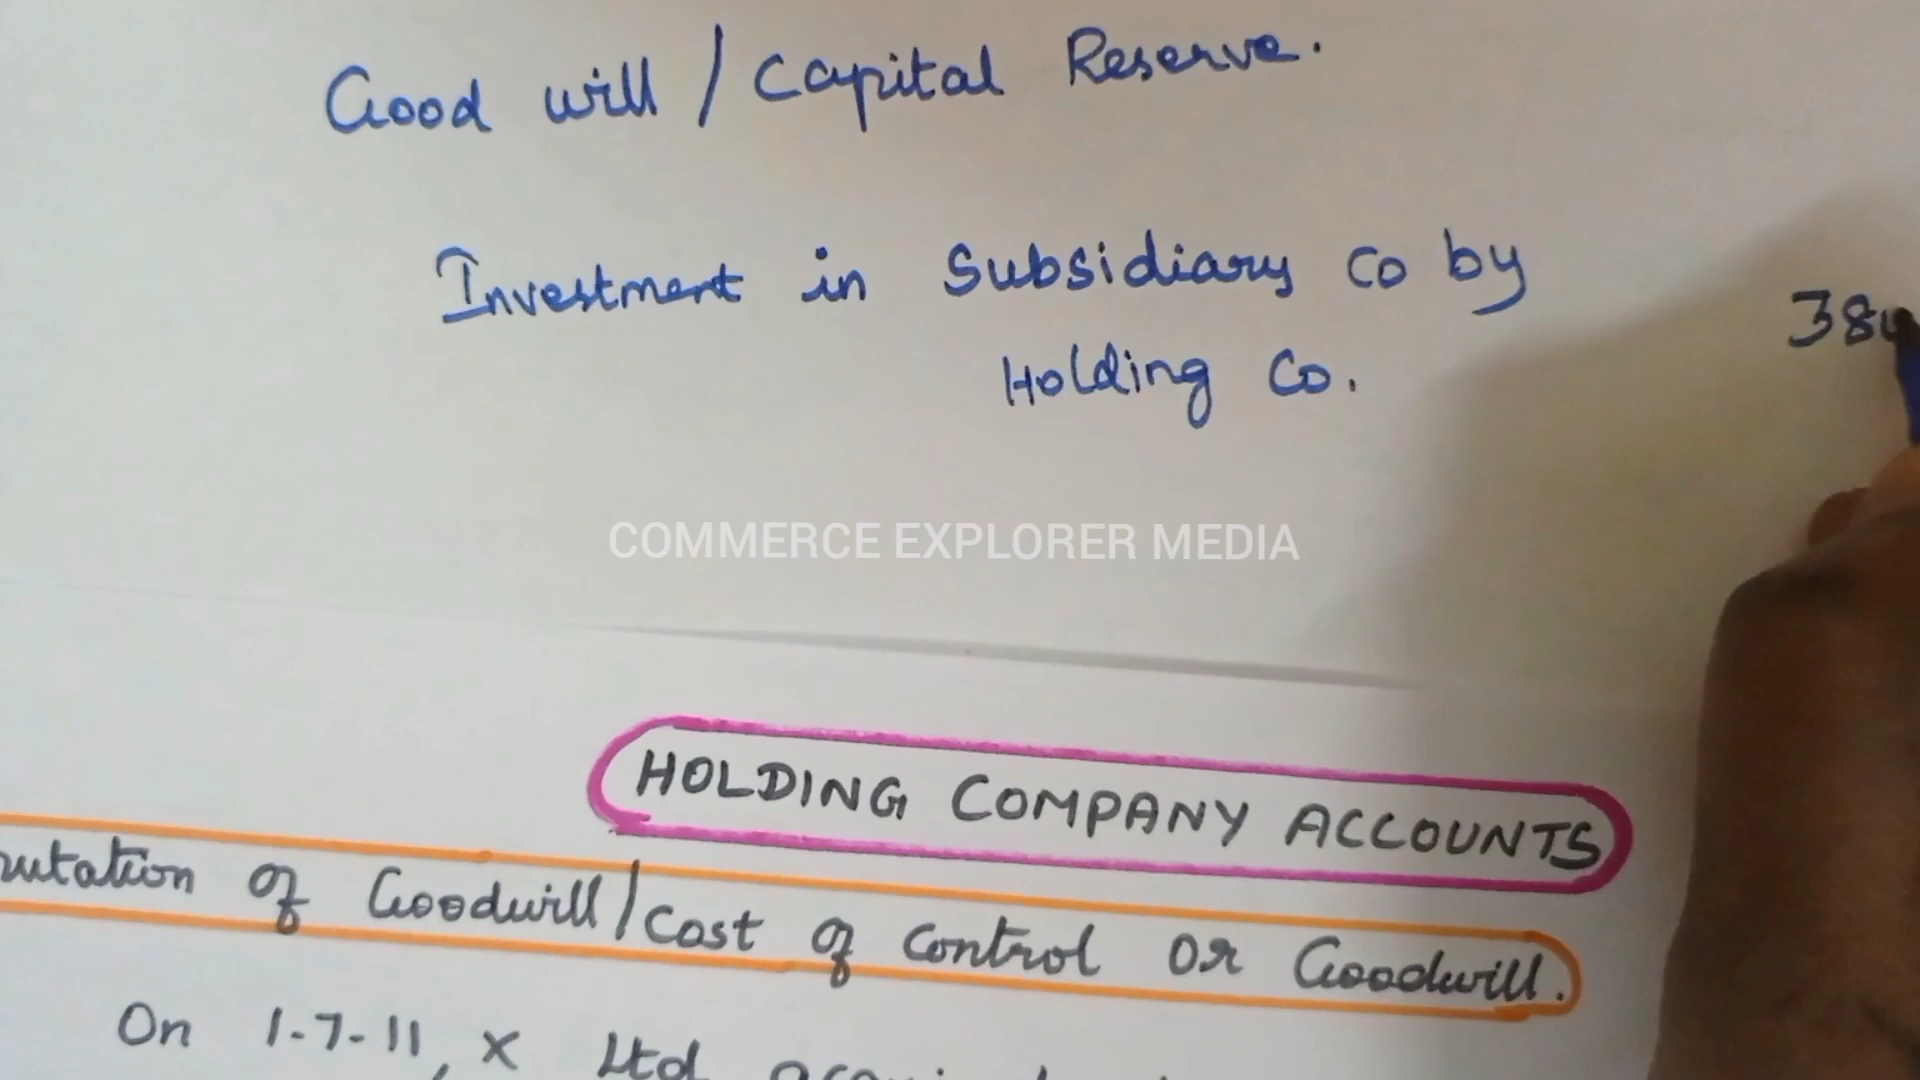 Good will / Capital Reserve.
Investment in Subsidiary Co by
Holding Co.
38
COMMERCE EXPLORER MEDIA
HOLDING COMPANY ACCOUNTS
of Goodwill / Cost of Control Or Goodwill.
On 1-7-11, X Ltd